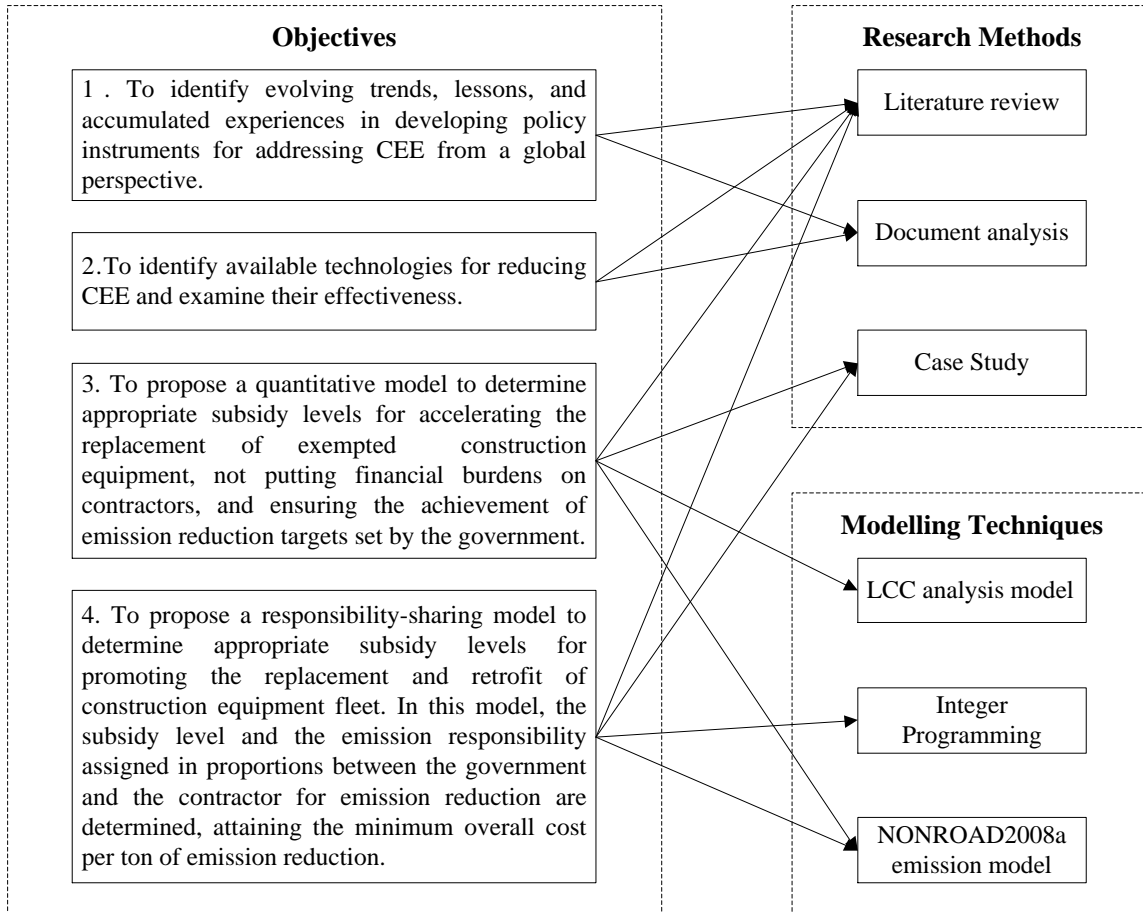 Objectives
1 . To identify evolving trends, lessons, and
accumulated experiences in developing policy
instruments for addressing CEE from a global
perspective.
2.To identify available technologies for reducing
CEE and examine their effectiveness.
3. To propose a quantitative model to determine
appropriate subsidy levels for accelerating the
replacement of exempted construction
equipment, not putting financial burdens on
contractors, and ensuring the achievement of
emission reduction targets set by the government.
4. To propose a responsibility-sharing model to
determine appropriate subsidy levels for
promoting the replacement and retrofit of
construction equipment fleet. In this model, the
subsidy level and the emission responsibility
assigned in proportions between the government
and the contractor for emission reduction are
determined, attaining the minimum overall cost
per ton of emission reduction.
Research Methods
Literature review
Document analysis
Case Study
Modelling Techniques
LCC analysis model
Integer
Programming
NONROAD2008a
emission model